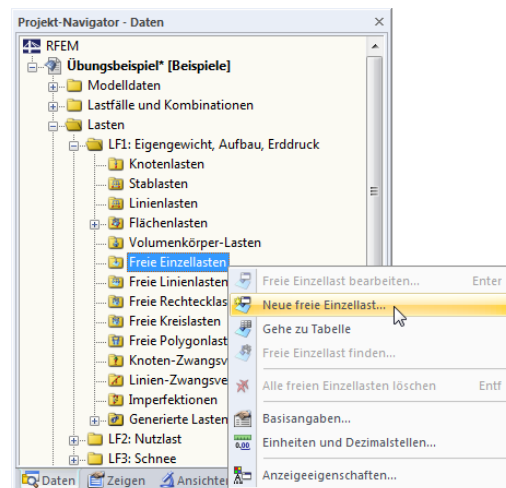 Projekt-Navigator - Daten
RFEM
Übungsbeispiel* [Beispiele]
Modelldaten
Lastfälle und Kombinationen
Lasten
LF1: Eigengewicht, Aufbau, Erddruck
Knotenlasten
Stablasten
Linienlasten
Flächenlasten
Volumenkörper-Lasten
Freie Einzellasten
Freie Linienlasten
Freie Rechtecklas
Freie Kreislasten
Freie Polygonlast
Knoten-Zwangsv
Linien-Zwangsve
Imperfektionen
Generierte Lasten
LF2: Nutzlast
LF3: Schnee
Daten Zeigen Ansichten
Freie Einzellast bearbeiten... Enter
Neue freie Einzellast...
Gehe zu Tabelle
Freie Einzellast finden...
Alle freien Einzellasten löschen Entf
Basisangaben...
0,00 Einheiten und Dezimalstellen...
Anzeigeeigenschaften...